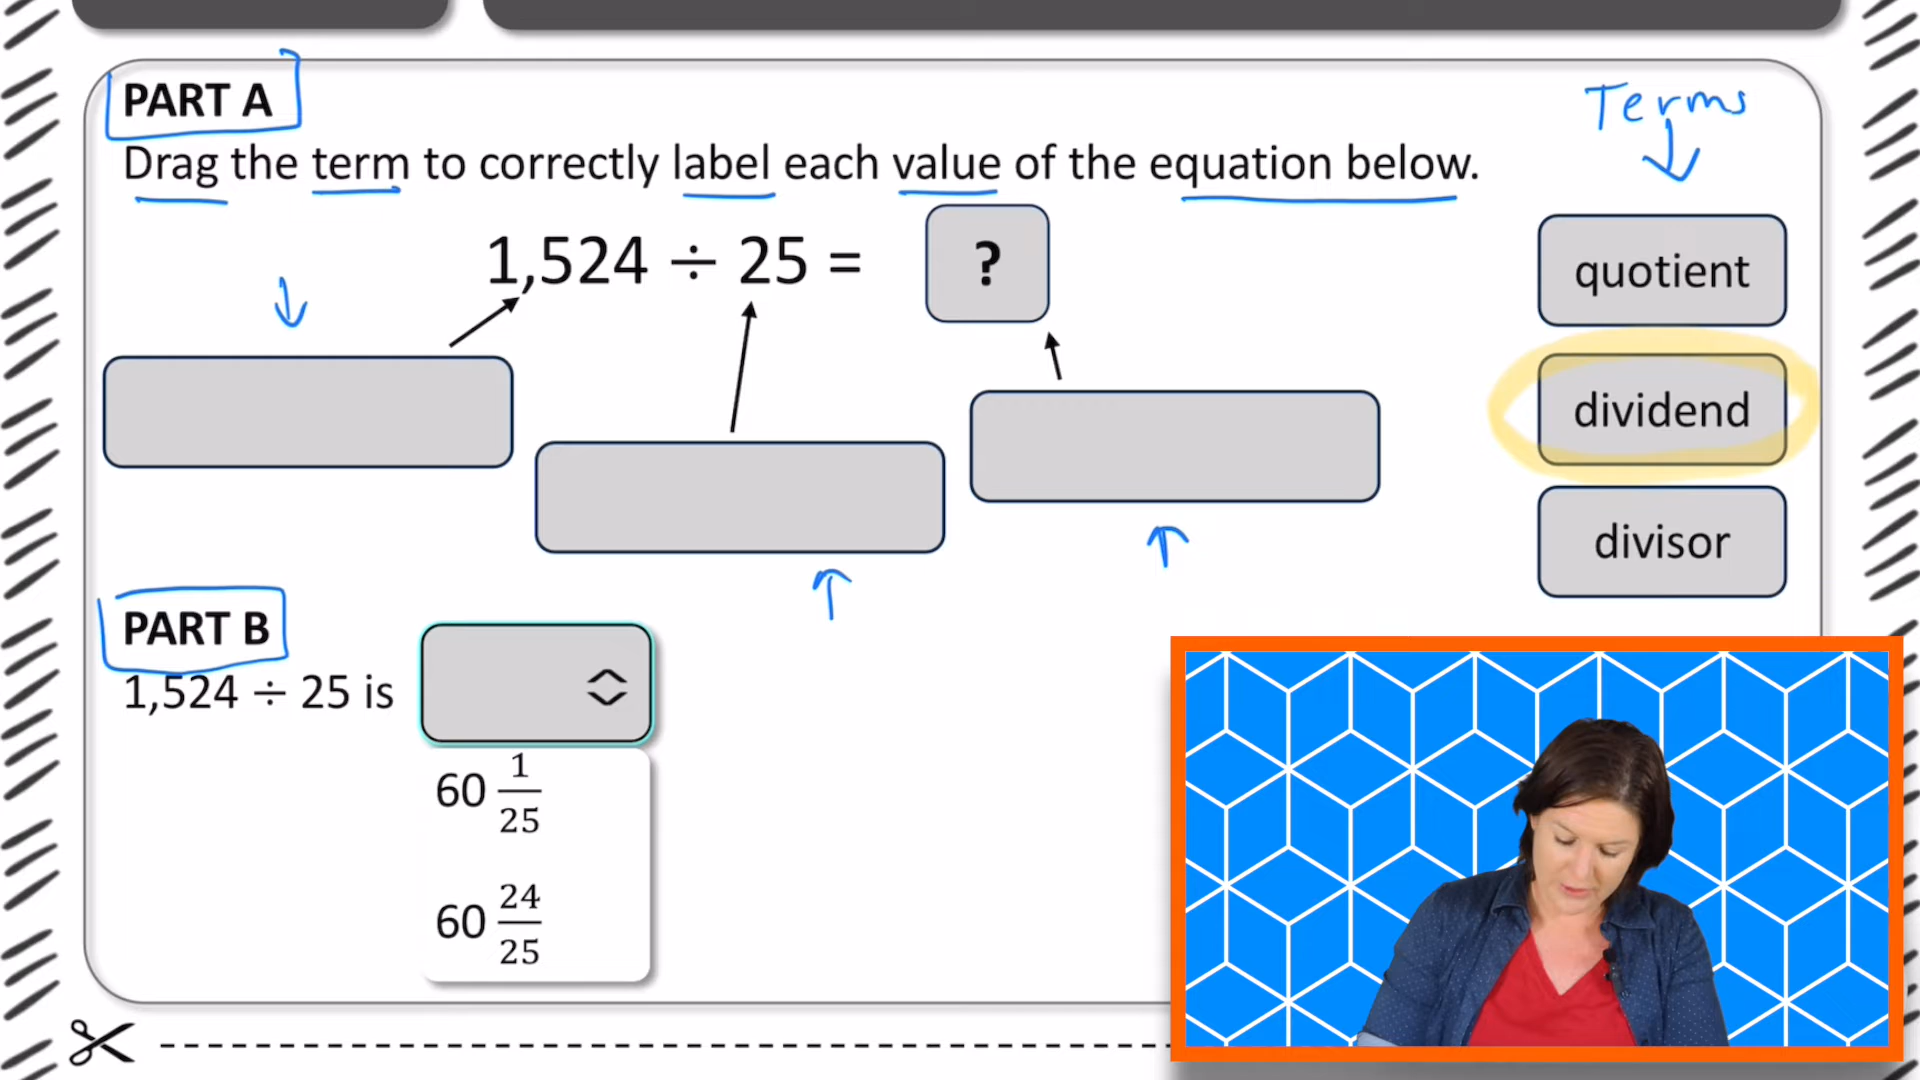 PART A
Terms
Drag the term to correctly label each value of the equation below.
1,524 ÷ 25 = ?
quotient
dividend
divisor
PART B
1,524 ÷ 25 is
60 1/25
60 24/25